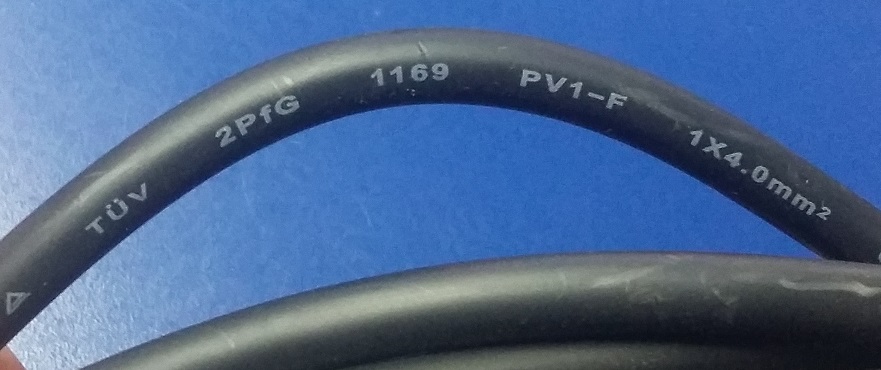 TÜV 2PfG 1169 PV1-F 1X4.0mm²